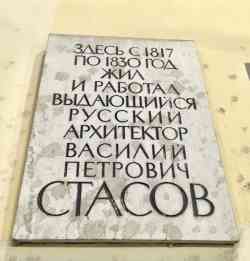 ЗДЕСЬ С 1817
ПО 1830 ГОД
ЖИЛ
И РАБОТАЛ
ВЫДАЮЩИЙСЯ
РУССКИЙ
АРХИТЕКТОР
ВАСИЛИЙ
ПЕТРОВИЧ
СТАСОВ